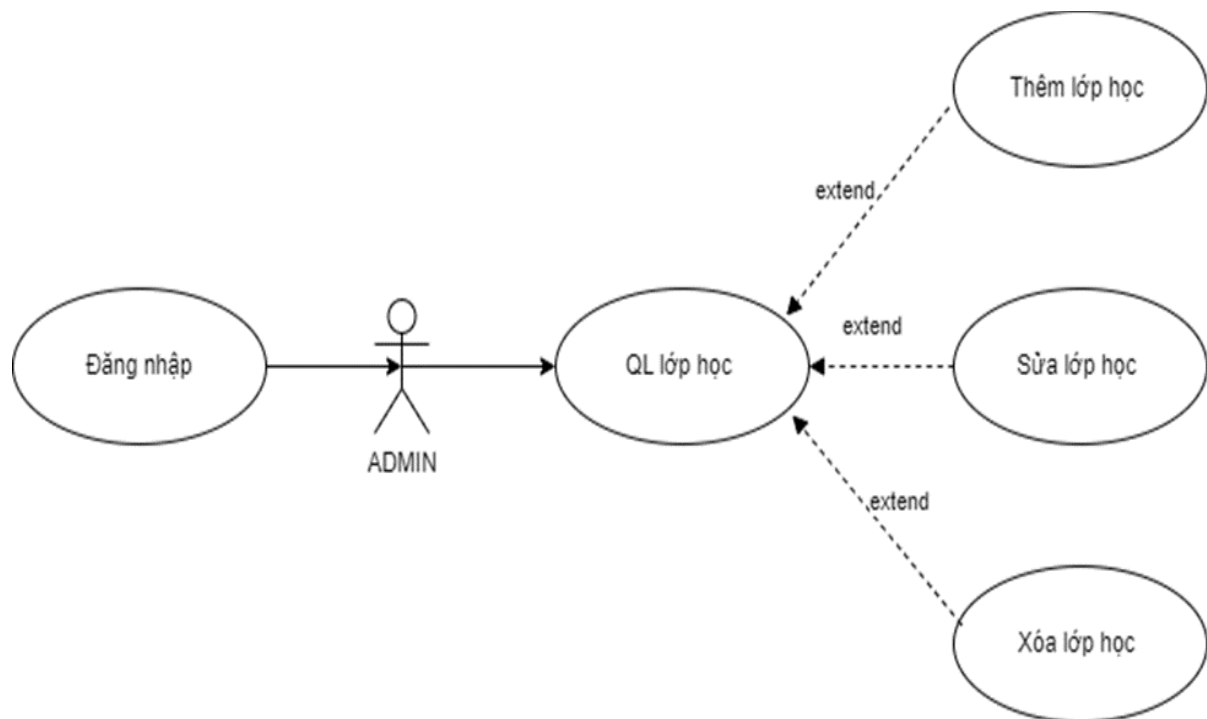 Thêm lớp học
extend
extend
Đăng nhập
QL lớp học
Sửa lớp học
ADMIN
extend
Xóa lớp học